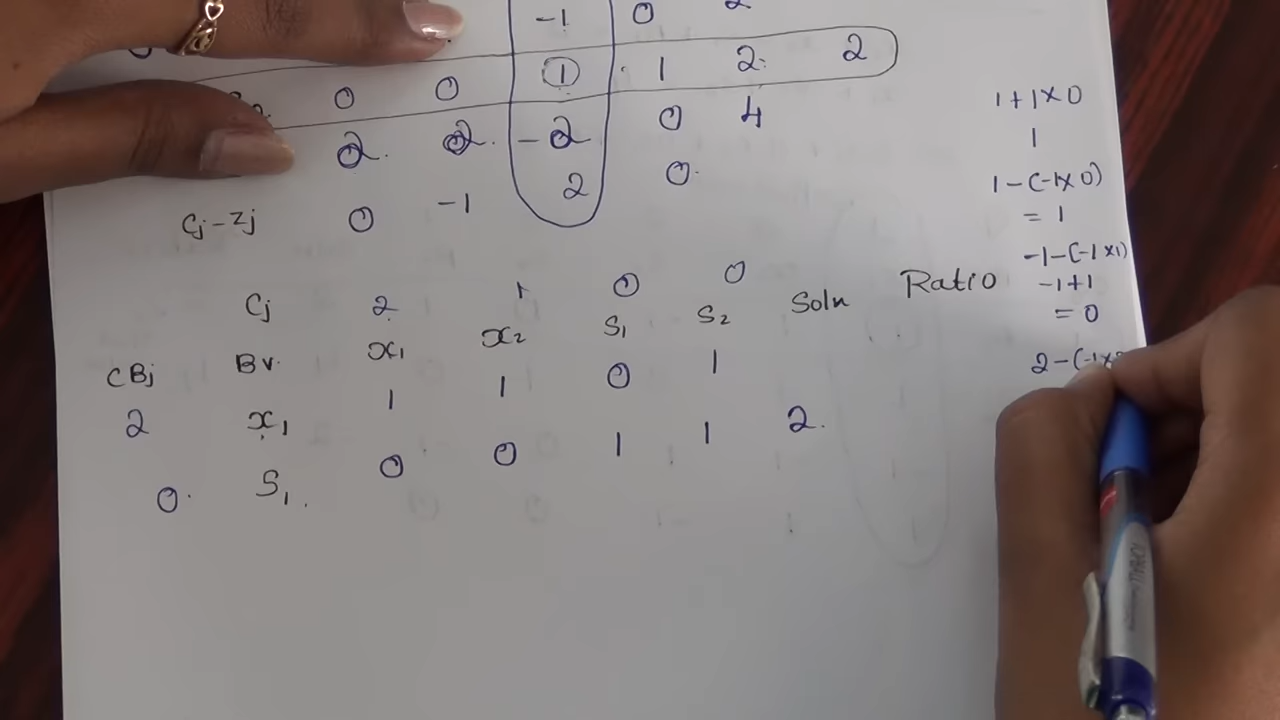 -1 0 2
0 0 1 1 2 2
2 2 -2 0 4
Cj-Zj 0 -1 2 0
Cj 2 1 0 0
CBj Bv. x1 x2 S1 S2 Soln Ratio
2 x1 1 1 0 1
0 S1 0 0 1 1 2
1+1×0
1
1-(-1×0)
=1
-1-(-1×1)
-1+1
=0
2-(-1×